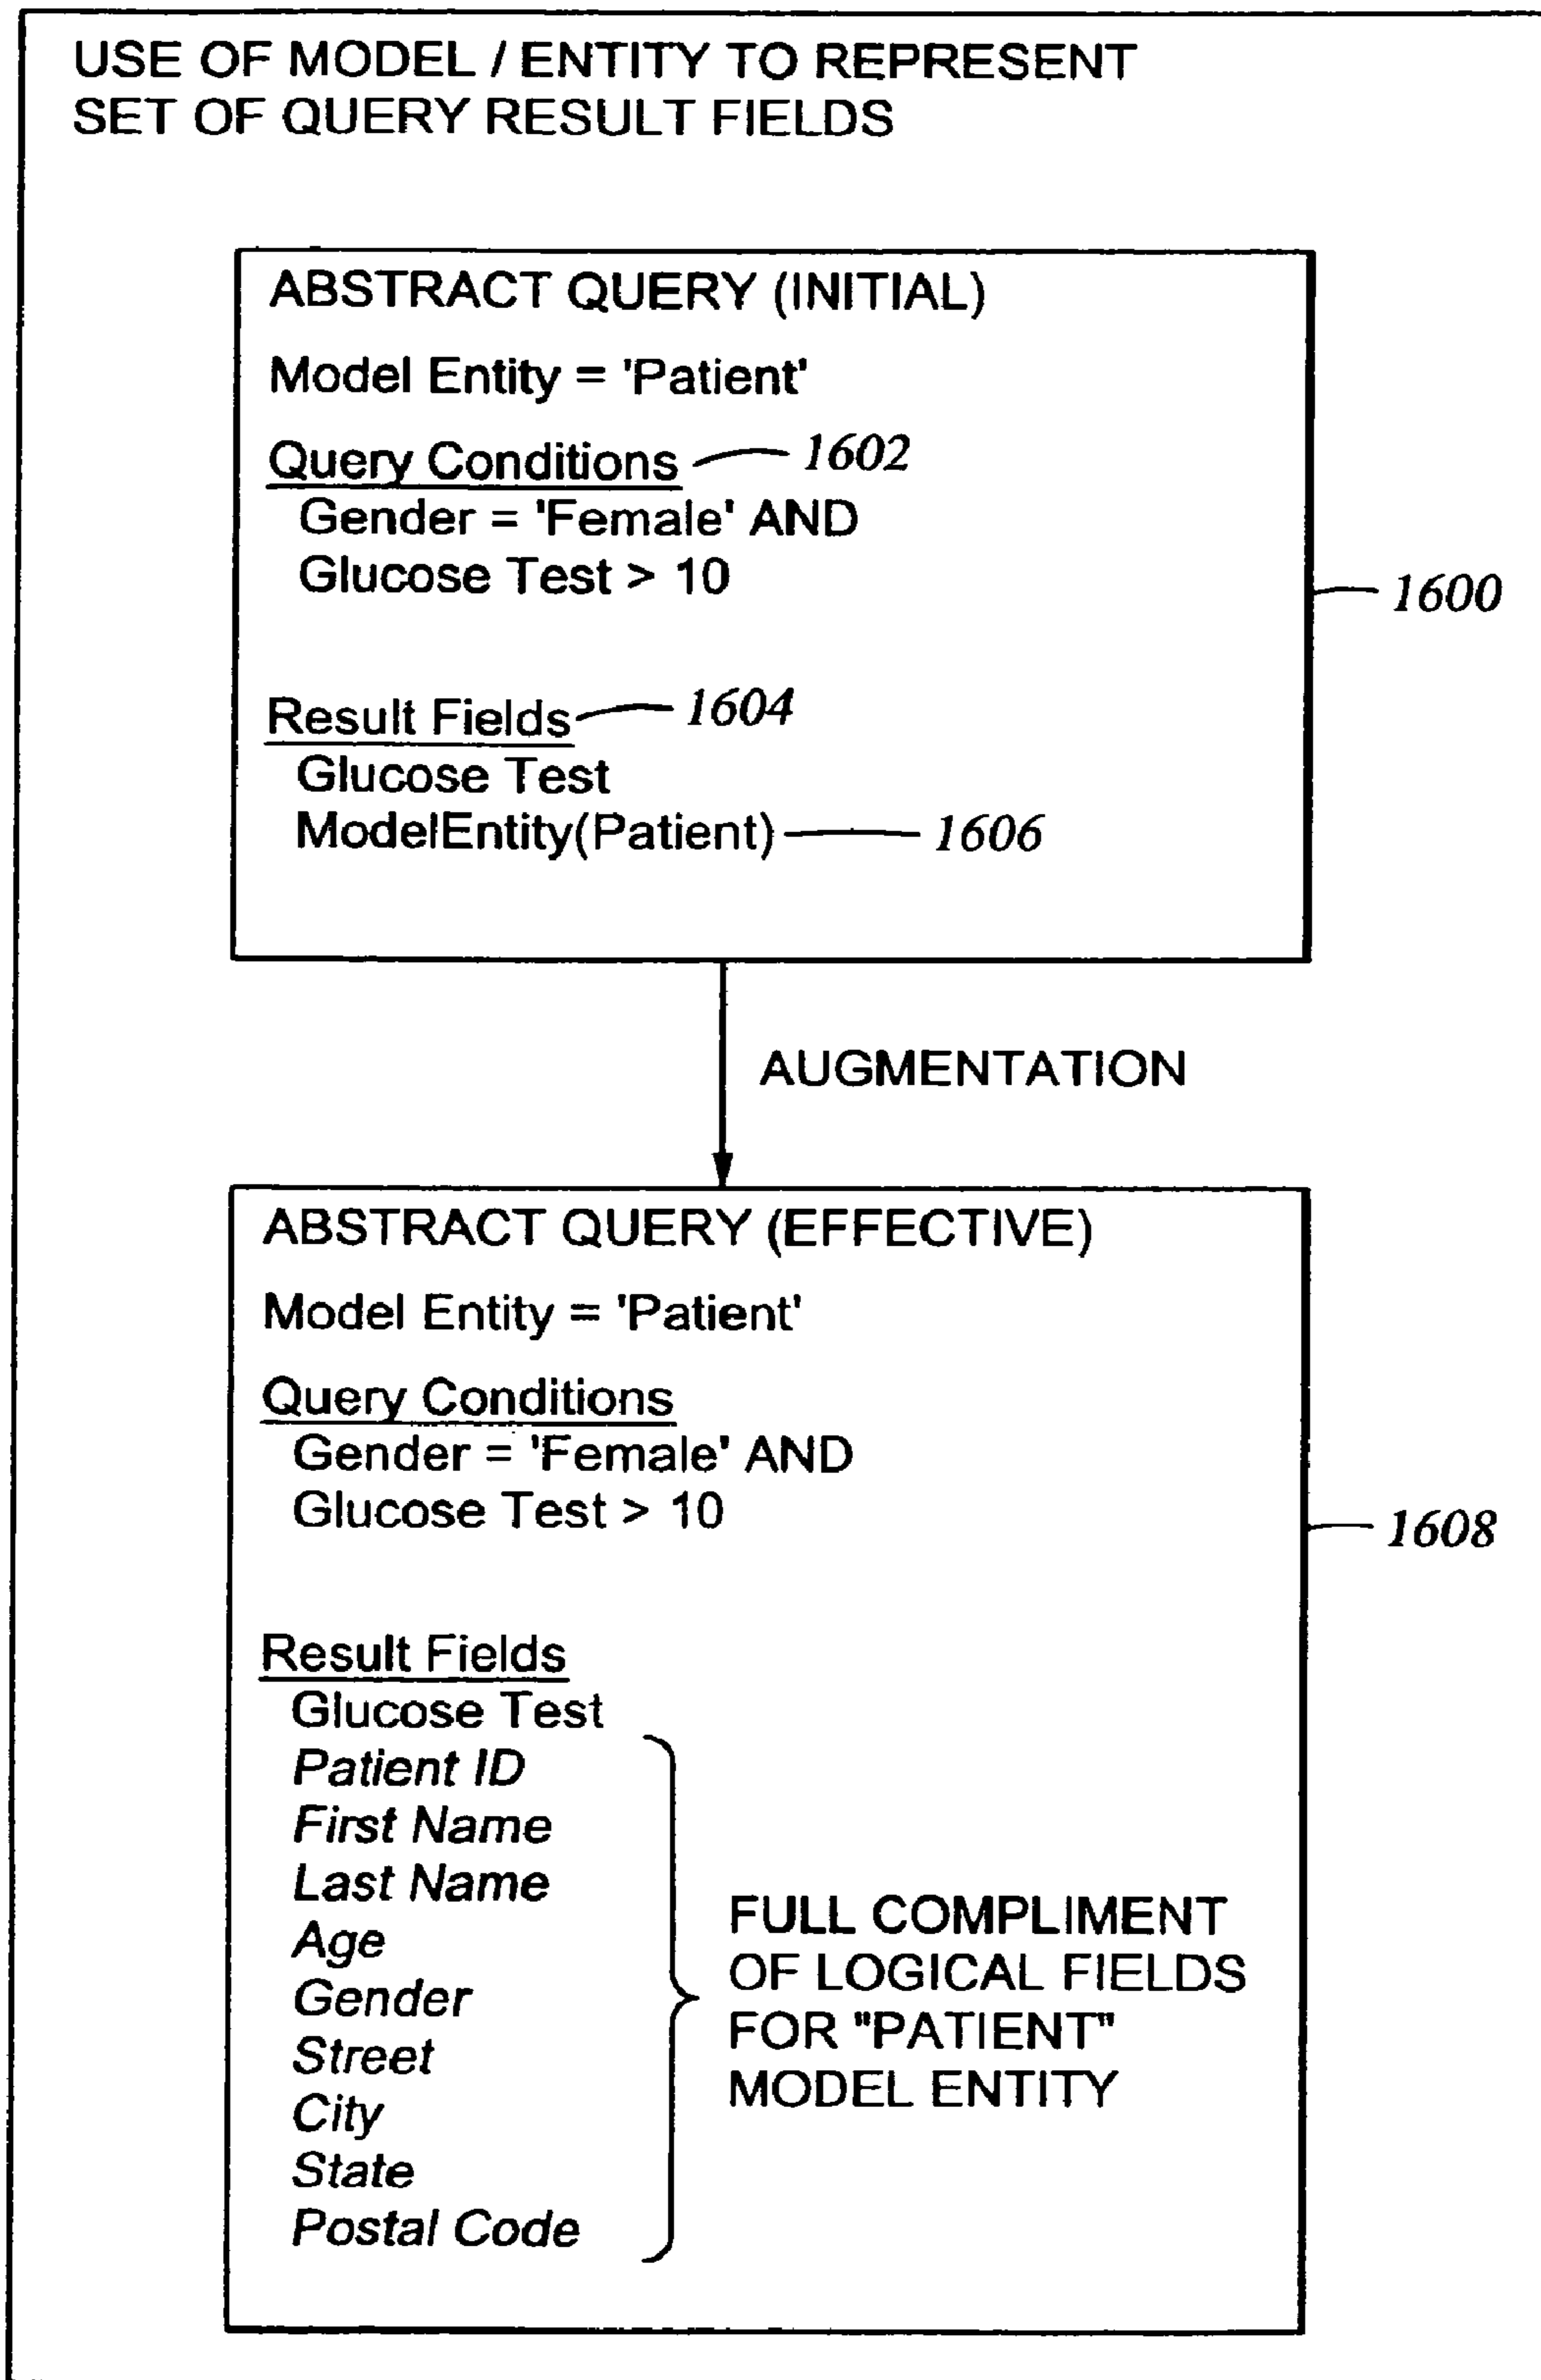 USE OF MODEL / ENTITY TO REPRESENT
SET OF QUERY RESULT FIELDS
ABSTRACT QUERY (INITIAL)
Model Entity = 'Patient'
Query Conditions 1602
Gender = 'Female' AND
Glucose Test > 10
1600
Result Fields 1604
Glucose Test
ModelEntity(Patient) 1606
AUGMENTATION
ABSTRACT QUERY (EFFECTIVE)
Model Entity = 'Patient'
Query Conditions
Gender = 'Female' AND
Glucose Test > 10
1608
Result Fields
Glucose Test
Patient ID
First Name
Last Name
Age
Gender
Street
City
State
Postal Code
FULL COMPLIMENT
OF LOGICAL FIELDS
FOR "PATIENT"
MODEL ENTITY